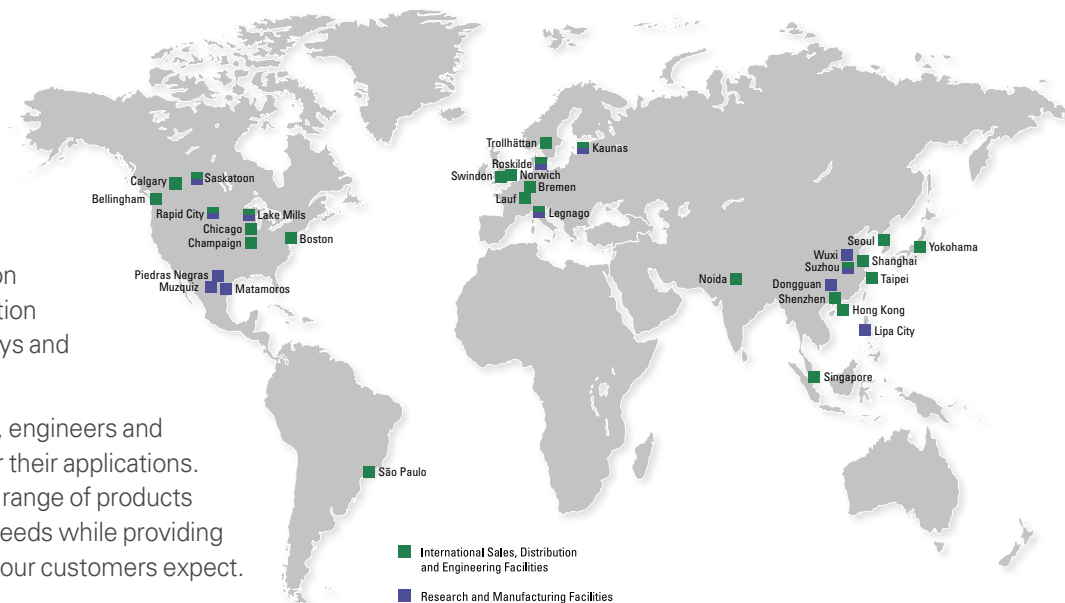 Trollhättan
Kaunas
Roskilde
Swindon
Norwich
Bremen
Lauf
Legnago
Calgary
Saskatoon
Bellingham
Rapid City
Lake Mills
Chicago
Champaign
Boston
Piedras Negras
Muzquiz
Matamoros
Seoul
Yokohama
Wuxi
Shanghai
Suzhou
Noida
Taipei
Dongguan
Shenzhen
Hong Kong
Lipa City
Singapore
São Paulo
on
tion
ys and
, engineers and
r their applications.
range of products
eeds while providing
our customers expect.
International Sales, Distribution
and Engineering Facilities
Research and Manufacturing Facilities